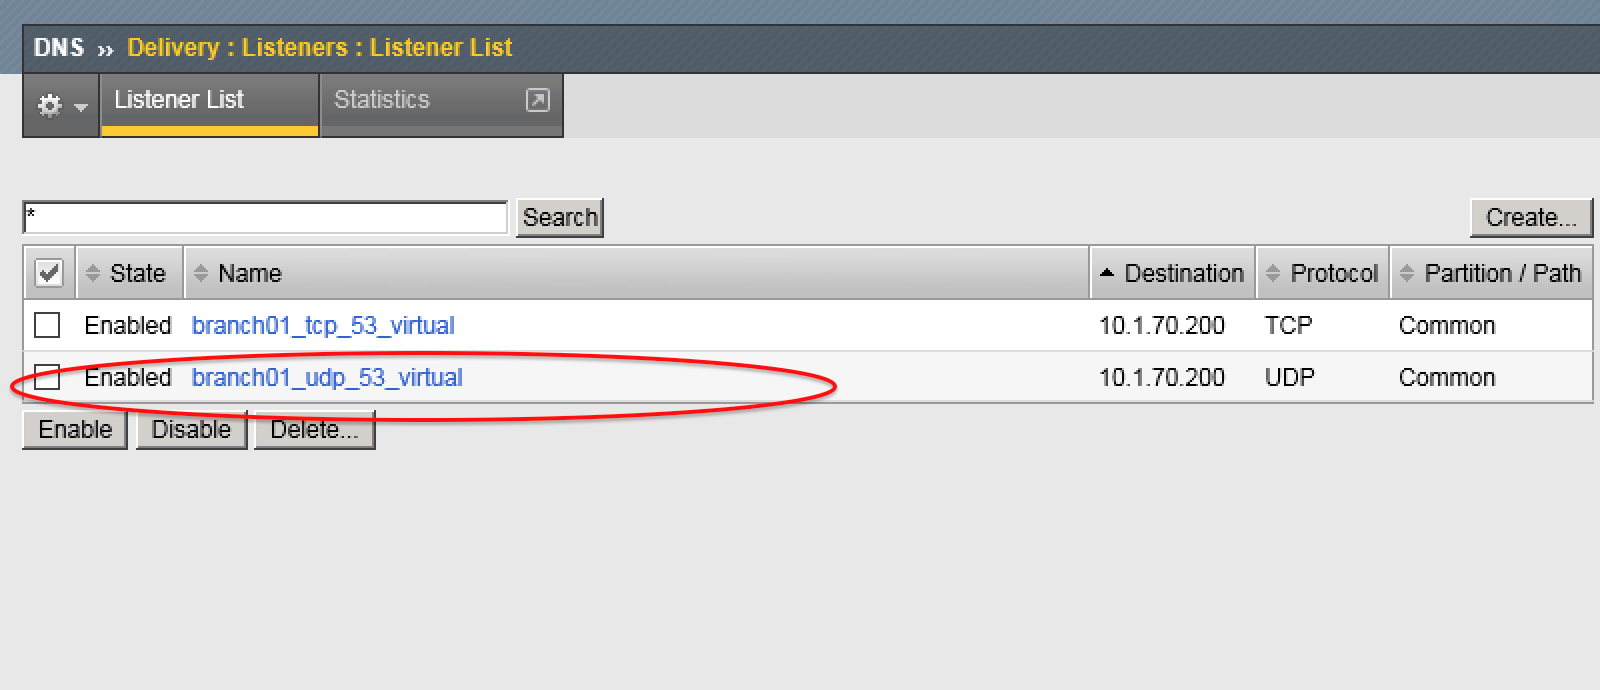 DNS ›› Delivery : Listeners : Listener List
Listener List Statistics
* Search Create...
State Name Destination Protocol Partition / Path
Enabled branch01_tcp_53_virtual 10.1.70.200 TCP Common
Enabled branch01_udp_53_virtual 10.1.70.200 UDP Common
Enable Disable Delete...